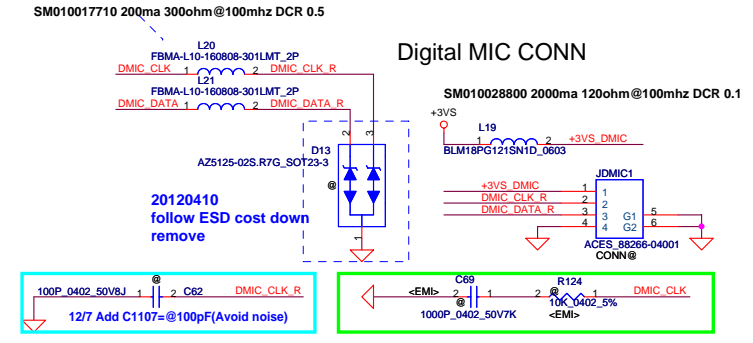 SM010017710 200ma 300ohm@100mhz DCR 0.5
L20
FBMA-L10-160808-301LMT_2P
DMIC_CLK 1 2 DMIC_CLK_R
L21
FBMA-L10-160808-301LMT_2P
DMIC_DATA 1 2 DMIC_DATA_R
Digital MIC CONN
SM010028800 2000ma 120ohm@100mhz DCR 0.1
+3VS
L19
1 2 +3VS_DMIC
BLM18PG121SN1D_0603
2 3
D13
AZ5125-02S.R7G_SOT23-3
@
1
20120410
follow ESD cost down
remove
JDMIC1
+3VS_DMIC 1 1
DMIC_CLK_R 2 2
DMIC_DATA_R 3 3 G1 5
4 4 G2 6
ACES_88266-04001
CONN@
@
100P_0402_50V8J 1 2 C62 DMIC_CLK_R
12/7 Add C1107=@100pF(Avoid noise)
C69
<EMI> 2 1
@
1000P_0402_50V7K
R124
2 @ 1 DMIC_CLK
10K_0402_5%
<EMI>